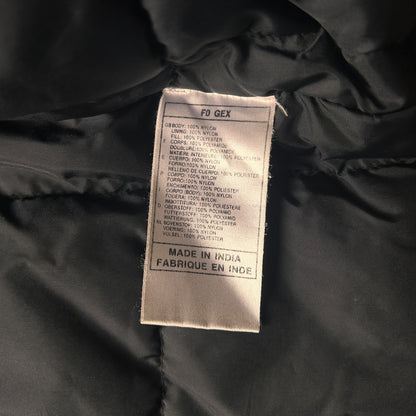 FD GEX
GB BODY: 100% NYLON
LINING: 100% NYLON
FILL: 100% POLYESTER
F CORPS: 100% POLYAMIDE
DOUBLURE: 100% POLYAMIDE
MATIERE INTERIEURE: 100% POLYESTER
E CUERPO: 100% NYLON
FORRO: 100% NYLON
RELLENO DE CUERPO: 100% POLYESTER
P CORPO: 100% NYLON
FORRO: 100% NYLON
ENCHIMENTO: 100% POLYESTER
CORPO (BODY): 100% NYLON
FODERA: 100% NYLON
IMBOTTITURA: 100% POLIESTERE
D OBERSTOFF: 100% POLYAMID
FUTTERSTOFF: 100% POLYAMID
WATTIERUNG: 100% POLYESTER
NL BOVENSTOF: 100% NYLON
VOERING: 100% NYLON
VULSEL: 100% POLYESTER
MADE IN INDIA
FABRIQUE EN INDE